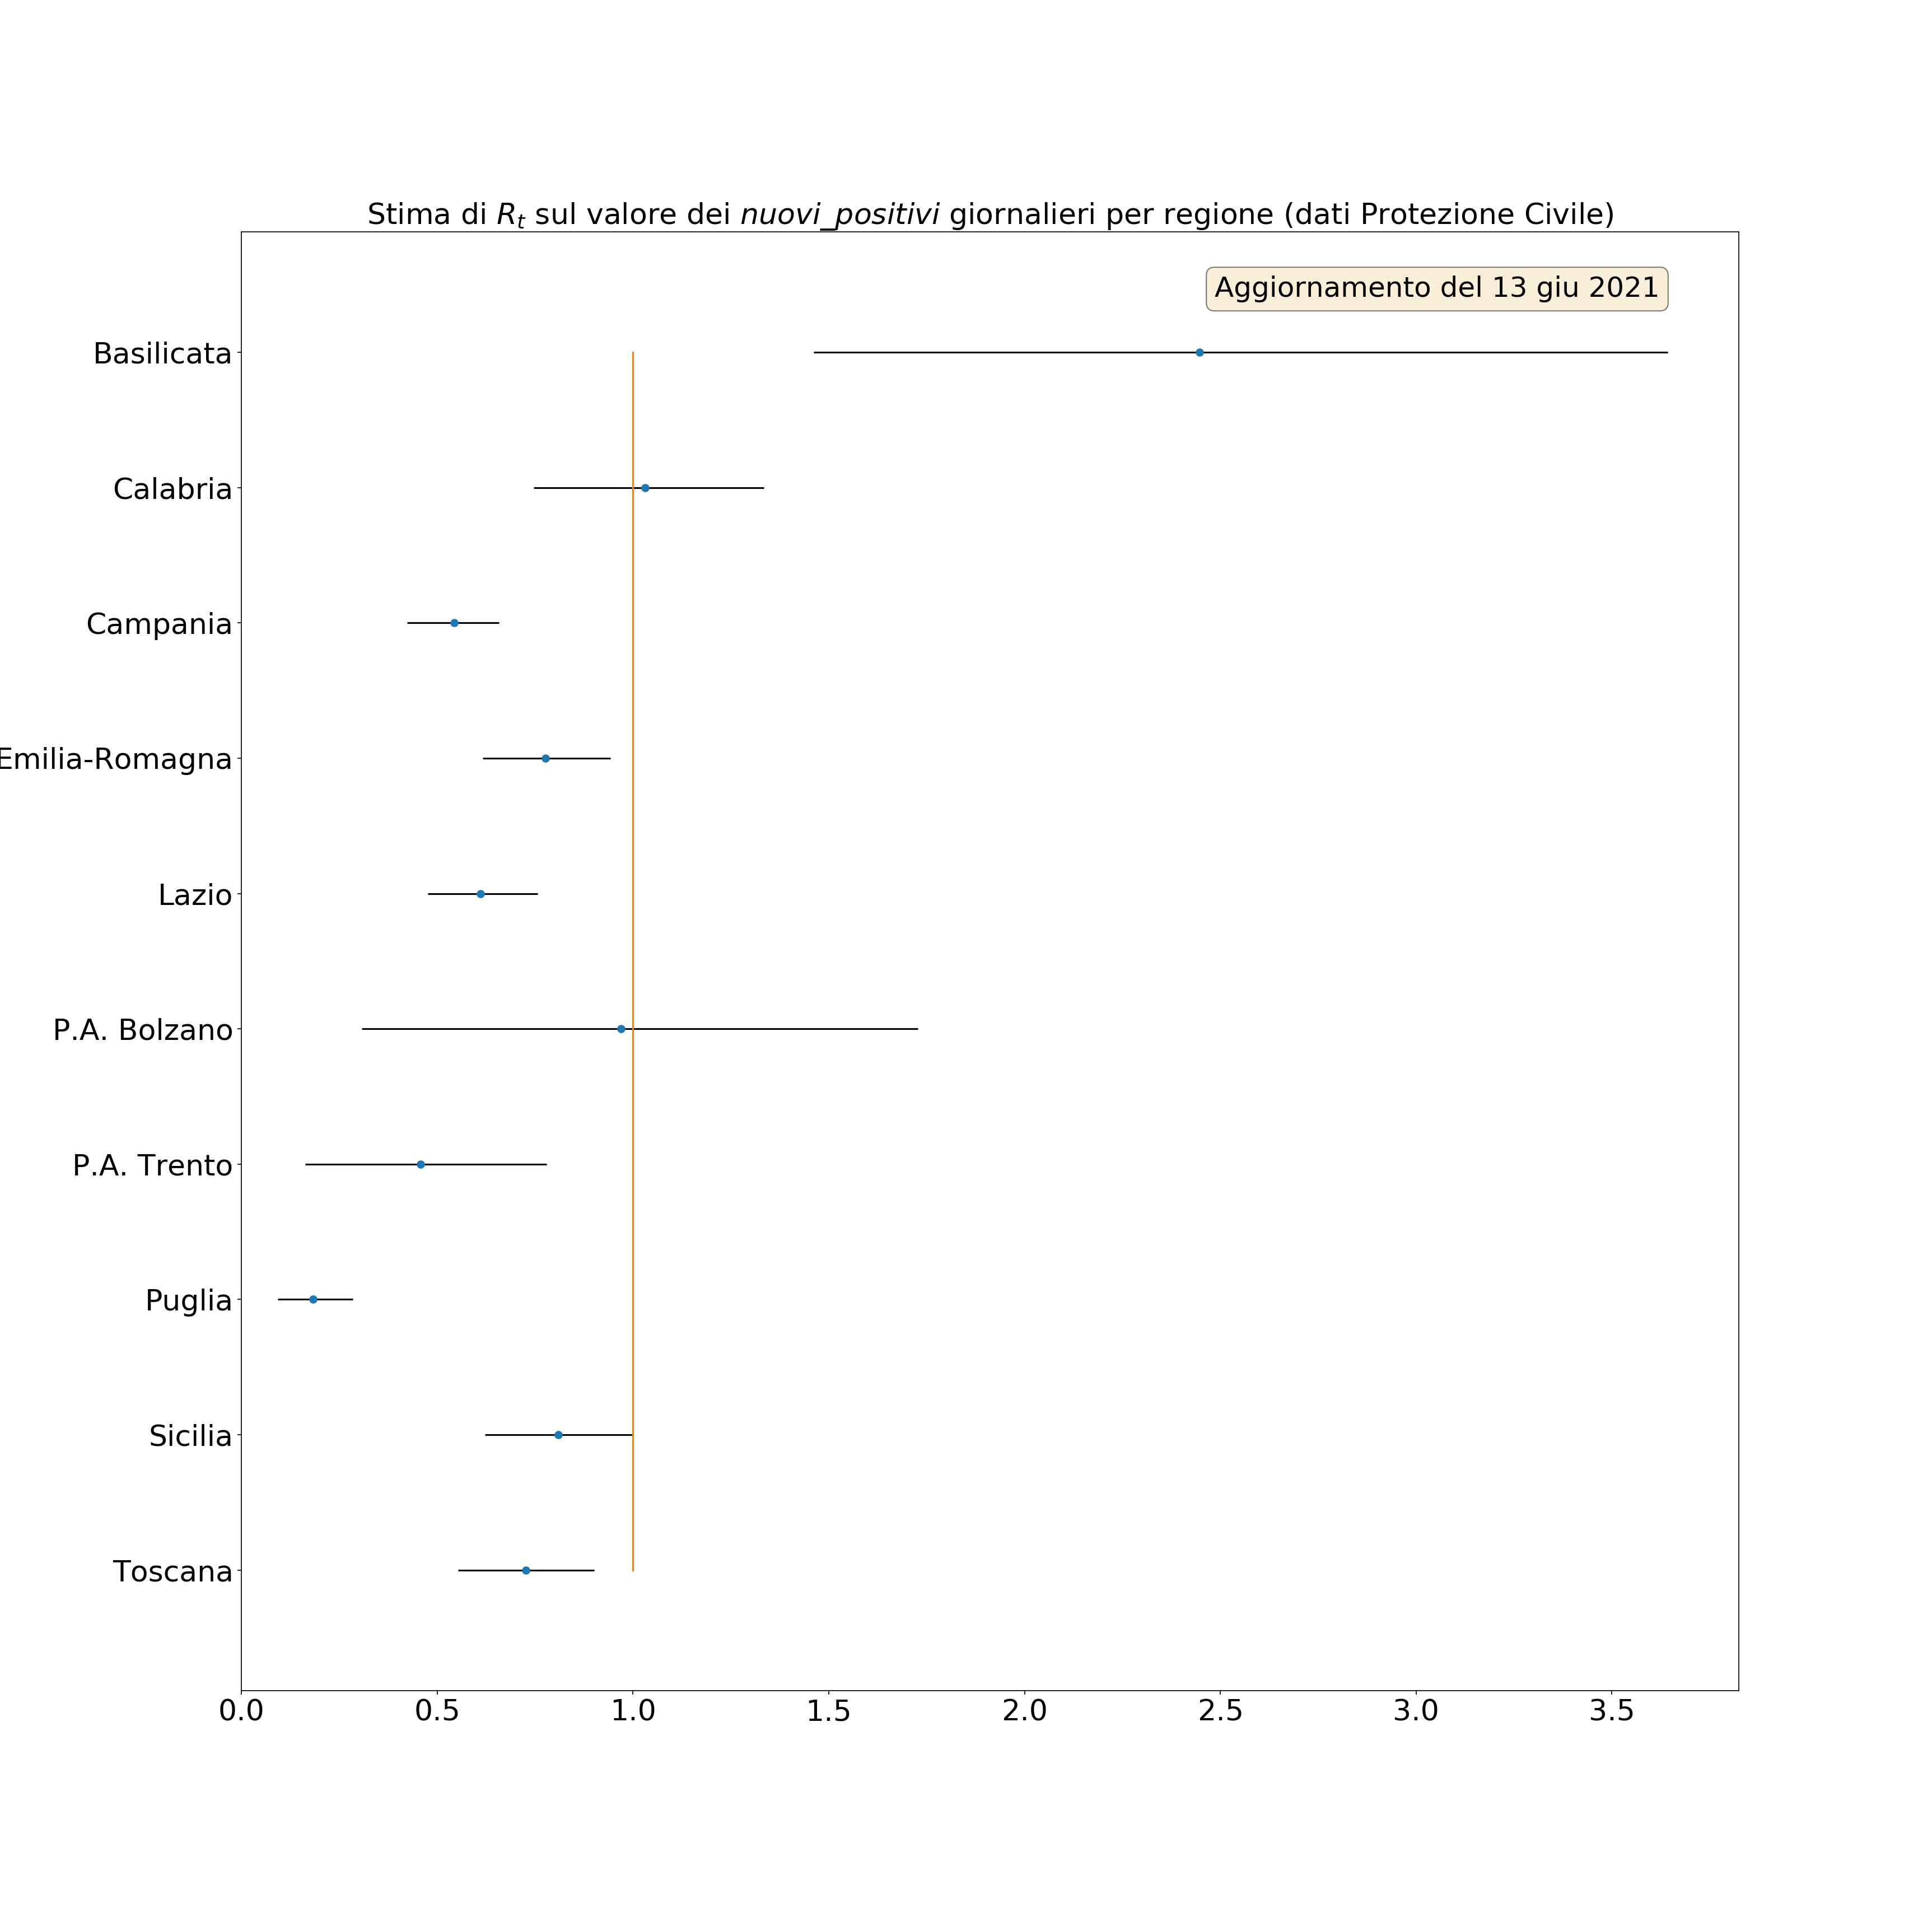 Stima di Rt sul valore dei nuovi_positivi giornalieri per regione (dati Protezione Civile)
Aggiornamento del 13 giu 2021
Basilicata
Calabria
Campania
Emilia-Romagna
Lazio
P.A. Bolzano
P.A. Trento
Puglia
Sicilia
Toscana
0.0 0.5 1.0 1.5 2.0 2.5 3.0 3.5